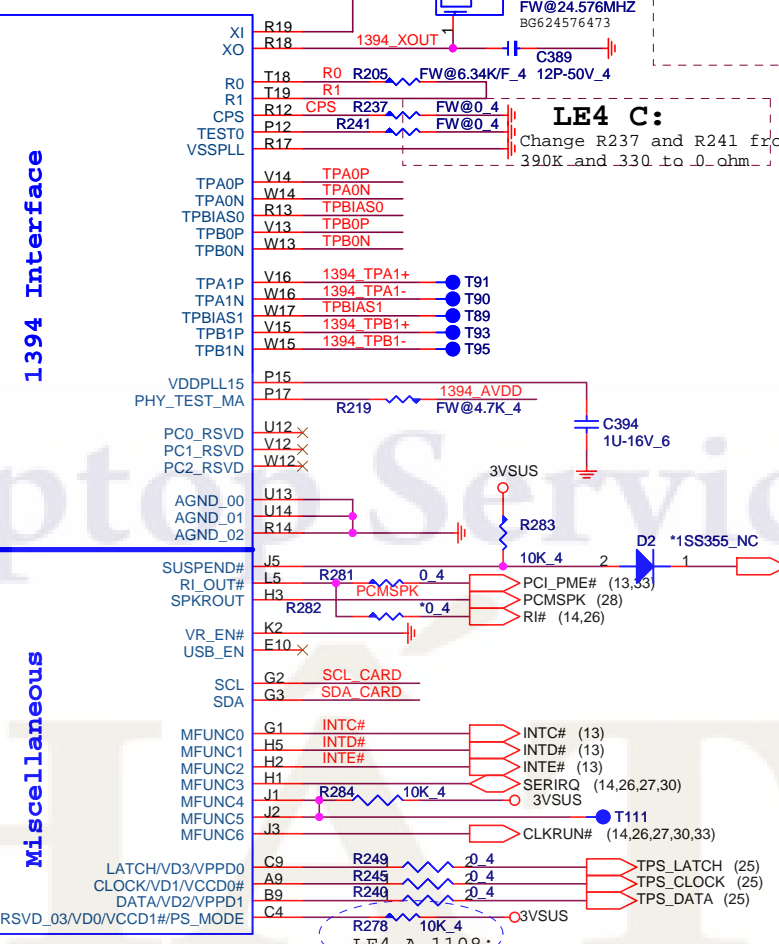 FW@24.576MHZ
BG624576473
XI R19
XO R18 1394_XOUT 1 C389
12P-50V_4
R0 T18 R0 R205 FW@6.34K/F_4
R1 T19 R1
CPS R12 CPS R237 FW@0_4
TEST0 P12 R241 FW@0_4
VSSPLL R17
LE4 C:
Change R237 and R241 fro
390K and 330 to 0 ohm
1394 Interface
TPA0P V14 TPA0P
TPA0N W14 TPA0N
TPBIAS0 R13 TPBIAS0
TPB0P V13 TPB0P
TPB0N W13 TPB0N
TPA1P V16 1394_TPA1+ T91
TPA1N W16 1394_TPA1- T90
TPBIAS1 W17 TPBIAS1 T89
TPB1P V15 1394_TPB1+ T93
TPB1N W15 1394_TPB1- T95
VDDPLL15 P15
PHY_TEST_MA P17 R219 FW@4.7K_4 1394_AVDD
C394
1U-16V_6
PC0_RSVD U12
PC1_RSVD V12
PC2_RSVD W12
AGND_00 U13
AGND_01 U14
AGND_02 R14
3VSUS
R283
10K_4
D2 *1SS355_NC
2 1
Miscellaneous
SUSPEND# J5
RI_OUT# L5 R281 0_4 PCI_PME# (13,33)
SPKROUT H3 PCMSPK PCMSPK (28)
R282 *0_4 RI# (14,26)
VR_EN# K2
USB_EN E10
SCL G2 SCL_CARD
SDA G3 SDA_CARD
MFUNC0 G1 INTC# INTC# (13)
MFUNC1 H5 INTD# INTD# (13)
MFUNC2 H2 INTE# INTE# (13)
MFUNC3 H1 SERIRQ (14,26,27,30)
MFUNC4 J1 R284 10K_4 3VSUS
MFUNC5 J2 T111
MFUNC6 J3 CLKRUN# (14,26,27,30,33)
LATCH/VD3/VPPD0 C9 R249 2 0_4 TPS_LATCH (25)
CLOCK/VD1/VCCD0# A9 R245 2 0_4 TPS_CLOCK (25)
DATA/VD2/VPPD1 B9 R240 2 0_4 TPS_DATA (25)
RSVD_03/VD0/VCCD1#/PS_MODE C4 R278 10K_4 3VSUS
LE4 A 1108:
ptop Servic